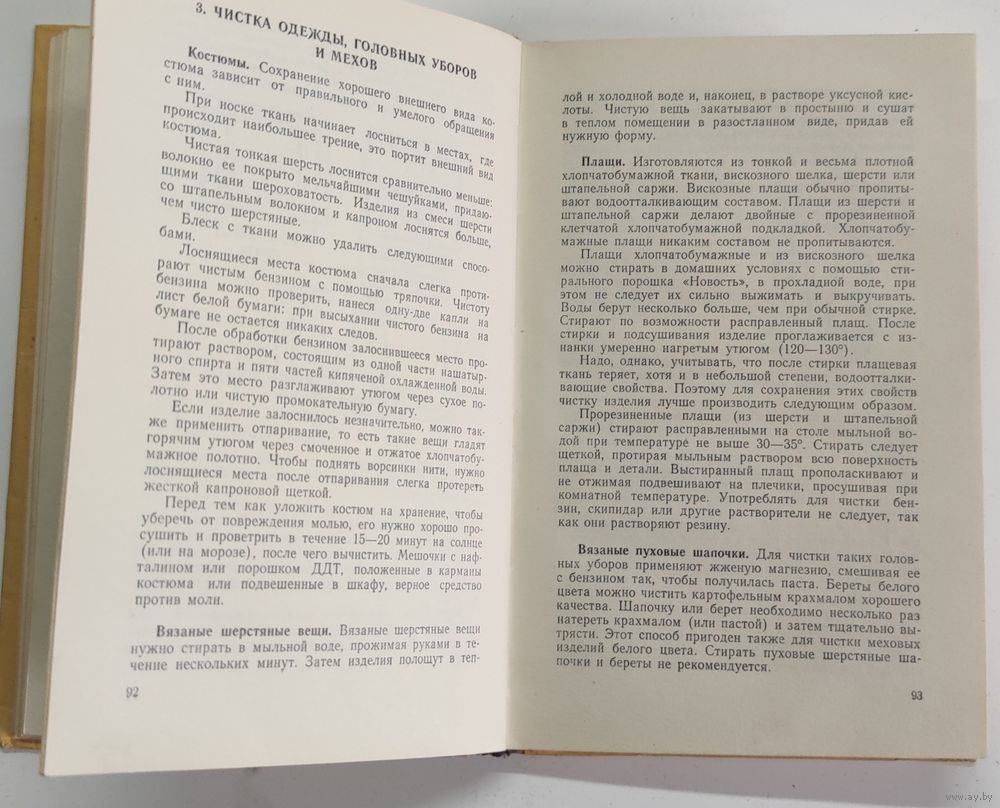 3. ЧИСТКА ОДЕЖДЫ, ГОЛОВНЫХ УБОРОВ
И МЕХОВ
Костюмы. Сохранение хорошего внешнего вида ко-
стюма зависит от правильного и умелого обращения
с ним.
При носке ткань начинает лосниться в местах, где
происходит наибольшее трение, это портит внешний вид
костюма.
Чистая тонкая шерсть лоснится сравнительно меньше:
волокно ее покрыто мельчайшими чешуйками, придаю-
щими ткани шероховатость. Изделия из смеси шерсти
со штапельным волокном и капроном лоснятся больше,
чем чисто шерстяные.
Блеск с ткани можно удалить следующими спосо-
бами.
Лоснящиеся места костюма сначала слегка проти-
рают чистым бензином с помощью тряпочки. Чистоту
бензина можно проверить, нанеся одну-две капли на
лист белой бумаги: при высыхании чистого бензина на
бумаге не остается никаких следов.
После обработки бензином залоснившееся место про-
тирают раствором, состоящим из одной части нашатыр-
ного спирта и пяти частей кипяченой охлажденной воды.
Затем это место разглаживают утюгом через сухое по-
лотно или чистую промокательную бумагу.
Если изделие залоснилось незначительно, можно так-
же применить отпаривание, то есть такие вещи гладят
горячим утюгом через смоченное и отжатое хлопчатобу-
мажное полотно. Чтобы поднять ворсинки нити, нужно
лоснящиеся места после отпаривания слегка протереть
жесткой капроновой щеткой.
Перед тем как уложить костюм на хранение, чтобы
уберечь от повреждения молью, его нужно хорошо про-
сушить и проветрить в течение 15—20 минут на солнце
(или на морозе), после чего вычистить. Мешочки с наф-
талином или порошком ДДТ, положенные в карманы
костюма или подвешенные в шкафу, верное средство
против моли.
Вязаные шерстяные вещи. Вязаные шерстяные вещи
нужно стирать в мыльной воде, прожимая руками в те-
чение нескольких минут. Затем изделия полощут в теп-
92
лой и холодной воде и, наконец, в растворе уксусной кис-
лоты. Чистую вещь закатывают в простыню и сушат
в теплом помещении в разостланном виде, придав ей
нужную форму.
Плащи. Изготовляются из тонкой и весьма плотной
хлопчатобумажной ткани, вискозного шелка, шерсти или
штапельной саржи. Вискозные плащи обычно пропиты-
вают водоотталкивающим составом. Плащи из шерсти и
штапельной саржи делают двойные с прорезиненной
клетчатой хлопчатобумажной подкладкой. Хлопчатобу-
мажные плащи никаким составом не пропитываются.
Плащи хлопчатобумажные и из вискозного шелка
можно стирать в домашних условиях с помощью сти-
рального порошка «Новость», в прохладной воде, при
этом не следует их сильно выжимать и выкручивать.
Воды берут несколько больше, чем при обычной стирке.
Стирают по возможности расправленный плащ. После
стирки и подсушивания изделие проглаживается с из-
нанки умеренно нагретым утюгом (120—130°).
Надо, однако, учитывать, что после стирки плащевая
ткань теряет, хотя и в небольшой степени, водоотталки-
вающие свойства. Поэтому для сохранения этих свойств
чистку изделия лучше производить следующим образом.
Прорезиненные плащи (из шерсти и штапельной
саржи) стирают расправленными на столе мыльной во-
дой при температуре не выше 30—35°. Стирать следует
щеткой, протирая мыльным раствором всю поверхность
плаща и детали. Выстиранный плащ прополаскивают и
не отжимая подвешивают на плечики, просушивая при
комнатной температуре. Употреблять для чистки бен-
зин, скипидар или другие растворители не следует, так
как они растворяют резину.
Вязаные пуховые шапочки. Для чистки таких голов-
ных уборов применяют жженую магнезию, смешивая ее
с бензином так, чтобы получилась паста. Береты белого
цвета можно чистить картофельным крахмалом хорошего
качества. Шапочку или берет необходимо несколько раз
натереть крахмалом (или пастой) и затем тщательно вы-
трясти. Этот способ пригоден также для чистки меховых
изделий белого цвета. Стирать пуховые шерстяные ша-
почки и береты не рекомендуется.
93
www.ay.by